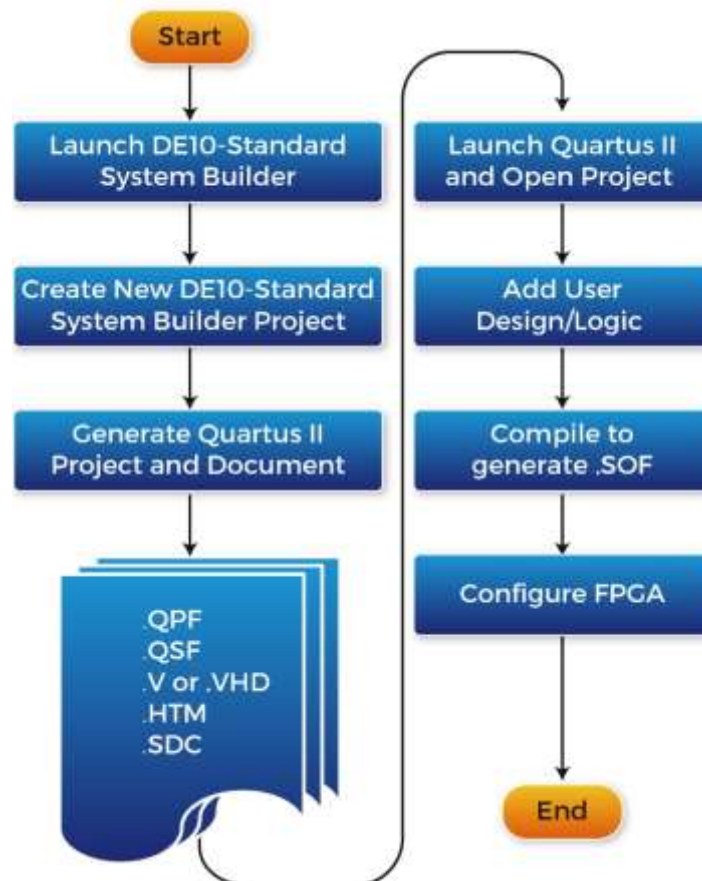 Start
Launch DE10-Standard
System Builder
Create New DE10-Standard
System Builder Project
Generate Quartus II
Project and Document
.QPF
.QSF
.V or .VHD
.HTM
.SDC
Launch Quartus II
and Open Project
Add User
Design/Logic
Compile to
generate .SOF
Configure FPGA
End